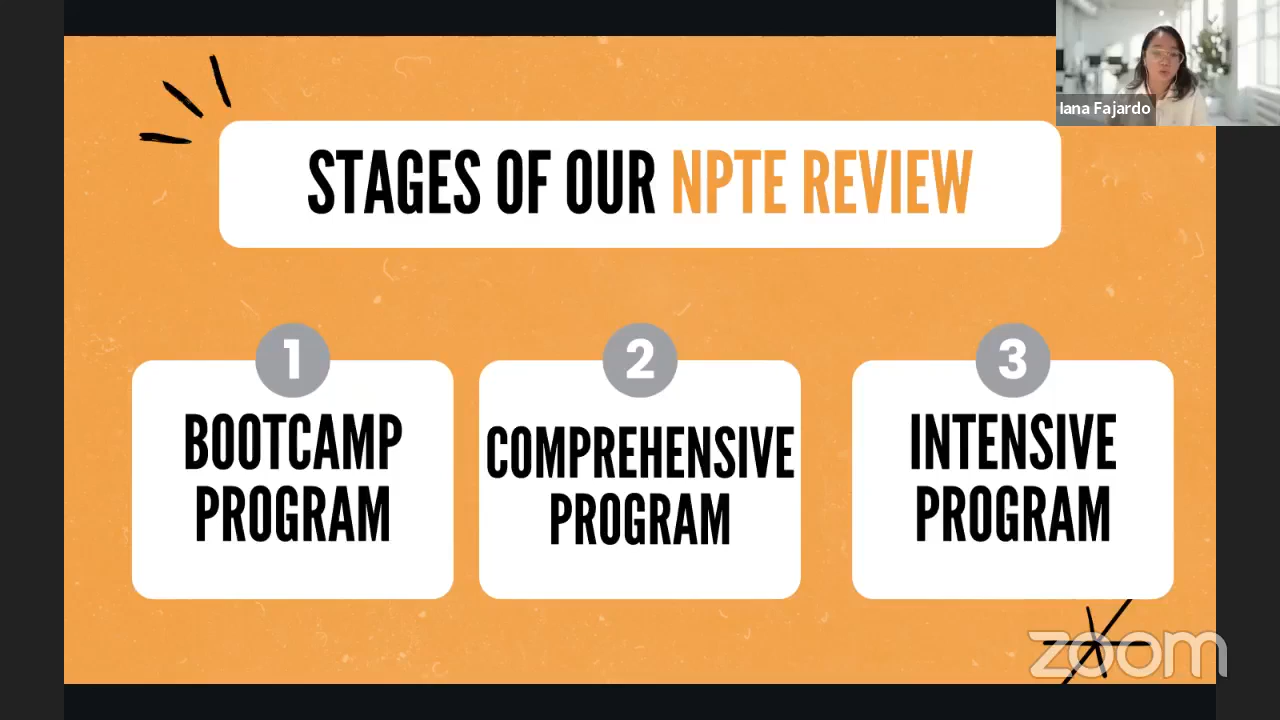 Iana Fajardo
STAGES OF OUR NPTE REVIEW
1
BOOTCAMP
PROGRAM
2
COMPREHENSIVE
PROGRAM
3
INTENSIVE
PROGRAM
zoom